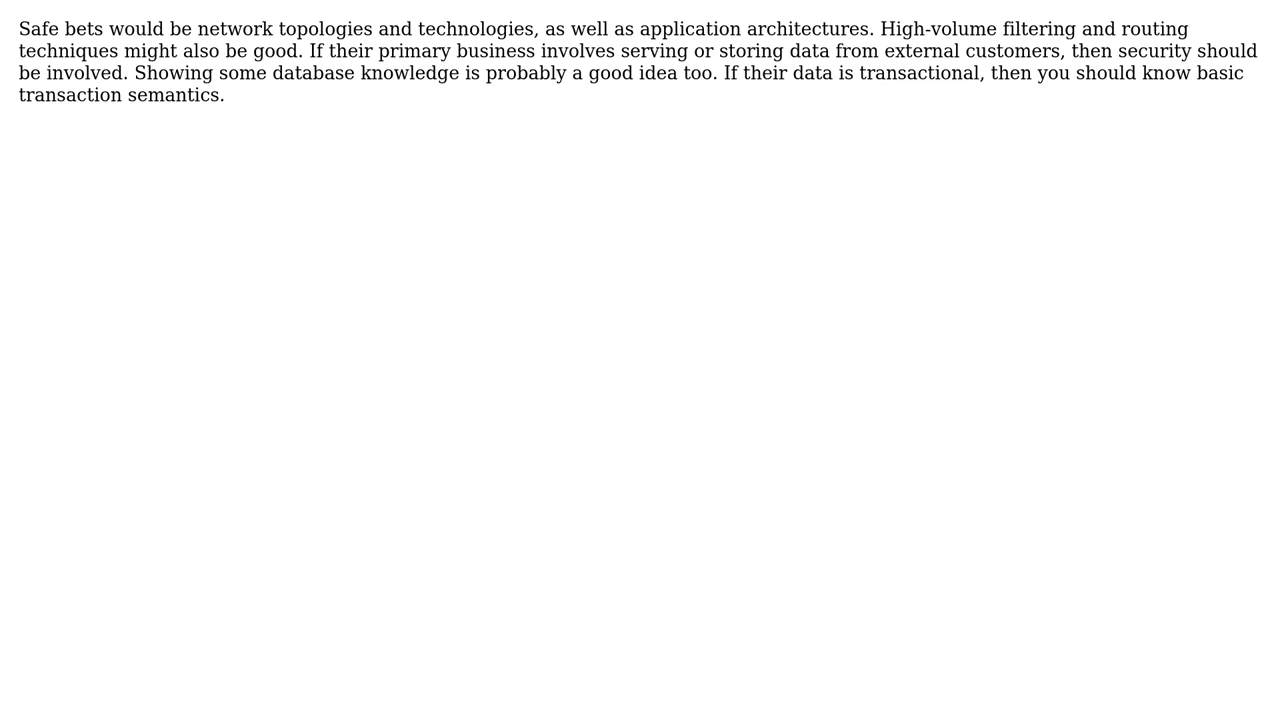 Safe bets would be network topologies and technologies, as well as application architectures. High-volume filtering and routing
techniques might also be good. If their primary business involves serving or storing data from external customers, then security should
be involved. Showing some database knowledge is probably a good idea too. If their data is transactional, then you should know basic
transaction semantics.